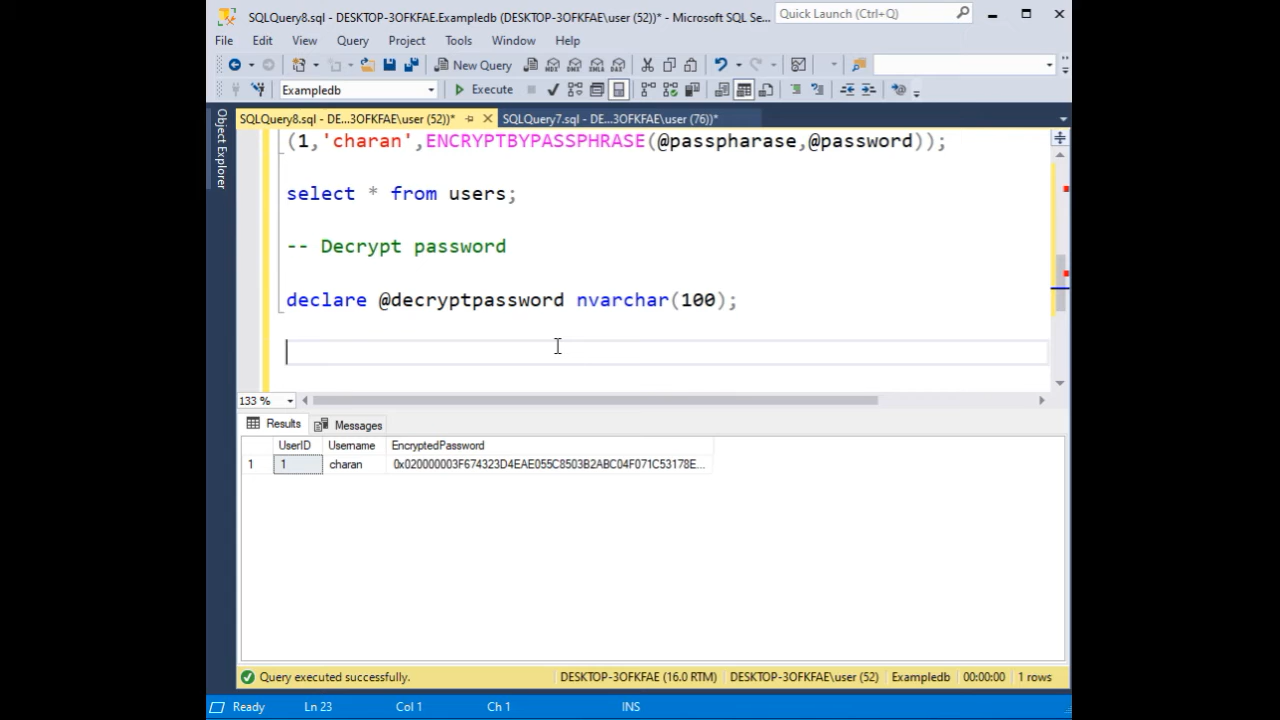 SQLQuery8.sql - DESKTOP-3OFKFAE.Exampledb (DESKTOP-3OFKFAE\user (52))* - Microsoft SQL Se...
Quick Launch (Ctrl+Q)
File Edit View Query Project Tools Window Help
New Query
Exampledb Execute
SQLQuery8.sql - DE...3OFKFAE\user (52))* SQLQuery7.sql - DE...3OFKFAE\user (76))*
Object Explorer
(1,'charan',ENCRYPTBYPASSPHRASE(@passpharase,@password));
select * from users;
-- Decrypt password
declare @decryptpassword nvarchar(100);
133 %
Results Messages
UserID Username EncryptedPassword
1 1 charan 0x020000003F674323D4EAE055C8503B2ABC04F071C53178E...
Query executed successfully. DESKTOP-3OFKFAE (16.0 RTM) DESKTOP-3OFKFAE\user (52) Exampledb 00:00:00 1 rows
Ready Ln 23 Col 1 Ch 1 INS